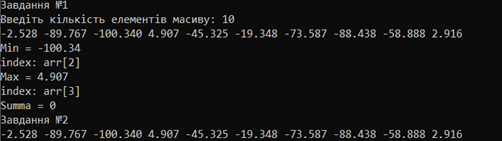 Завдання №1
Введіть кількість елементів масиву: 10
-2.528 -89.767 -100.340 4.907 -45.325 -19.348 -73.587 -88.438 -58.888 2.916
Min = -100.34
index: arr[2]
Max = 4.907
index: arr[3]
Summa = 0
Завдання №2
-2.528 -89.767 -100.340 4.907 -45.325 -19.348 -73.587 -88.438 -58.888 2.916